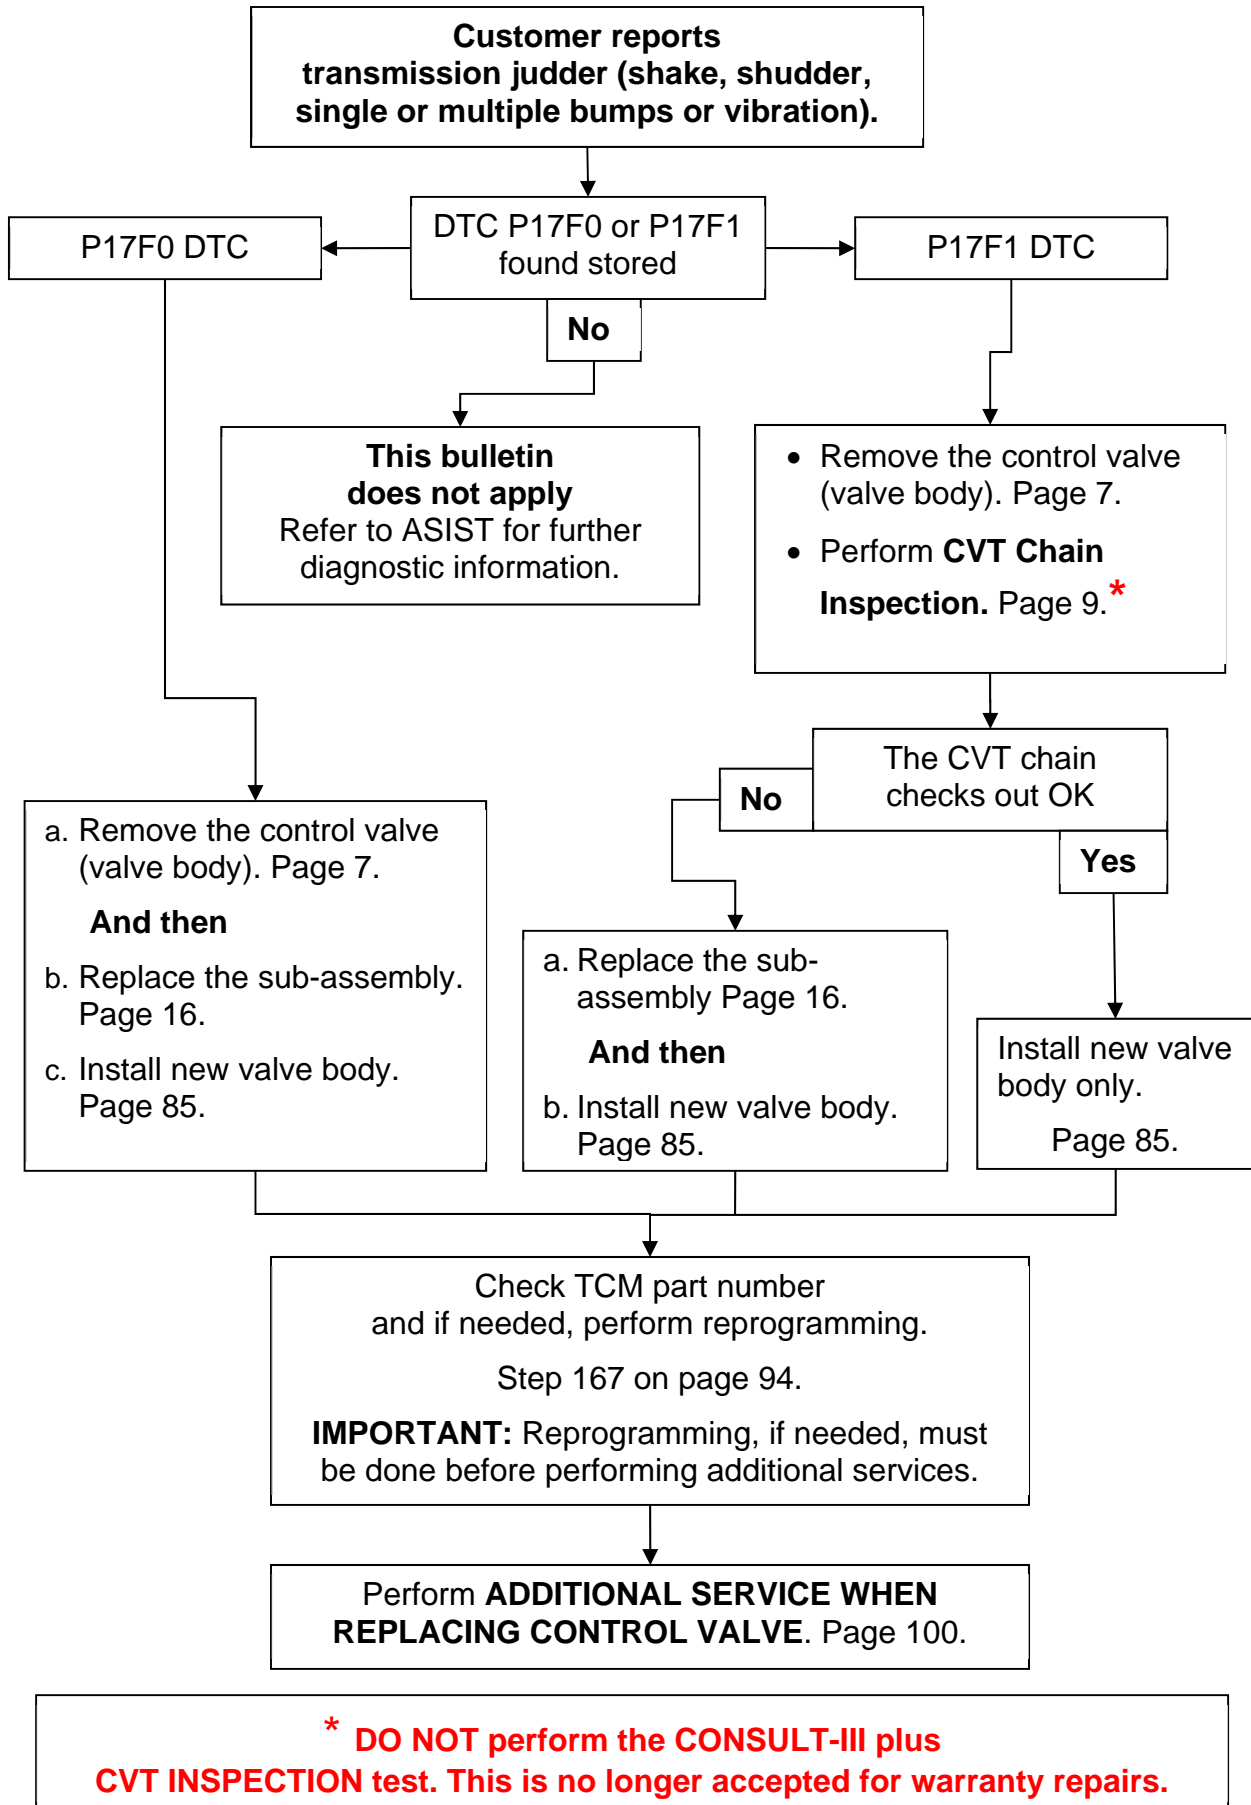 Customer reports
transmission judder (shake, shudder,
single or multiple bumps or vibration).
P17F0 DTC
DTC P17F0 or P17F1
found stored
P17F1 DTC
No
This bulletin
does not apply
Refer to ASIST for further
diagnostic information.
• Remove the control valve
(valve body). Page 7.
• Perform CVT Chain
Inspection. Page 9.*
The CVT chain
checks out OK
No
Yes
a. Remove the control valve
(valve body). Page 7.
And then
b. Replace the sub-assembly.
Page 16.
c. Install new valve body.
Page 85.
a. Replace the sub-
assembly Page 16.
And then
b. Install new valve body.
Page 85.
Install new valve
body only.
Page 85.
Check TCM part number
and if needed, perform reprogramming.
Step 167 on page 94.
IMPORTANT: Reprogramming, if needed, must
be done before performing additional services.
Perform ADDITIONAL SERVICE WHEN
REPLACING CONTROL VALVE. Page 100.
* DO NOT perform the CONSULT-III plus
CVT INSPECTION test. This is no longer accepted for warranty repairs.